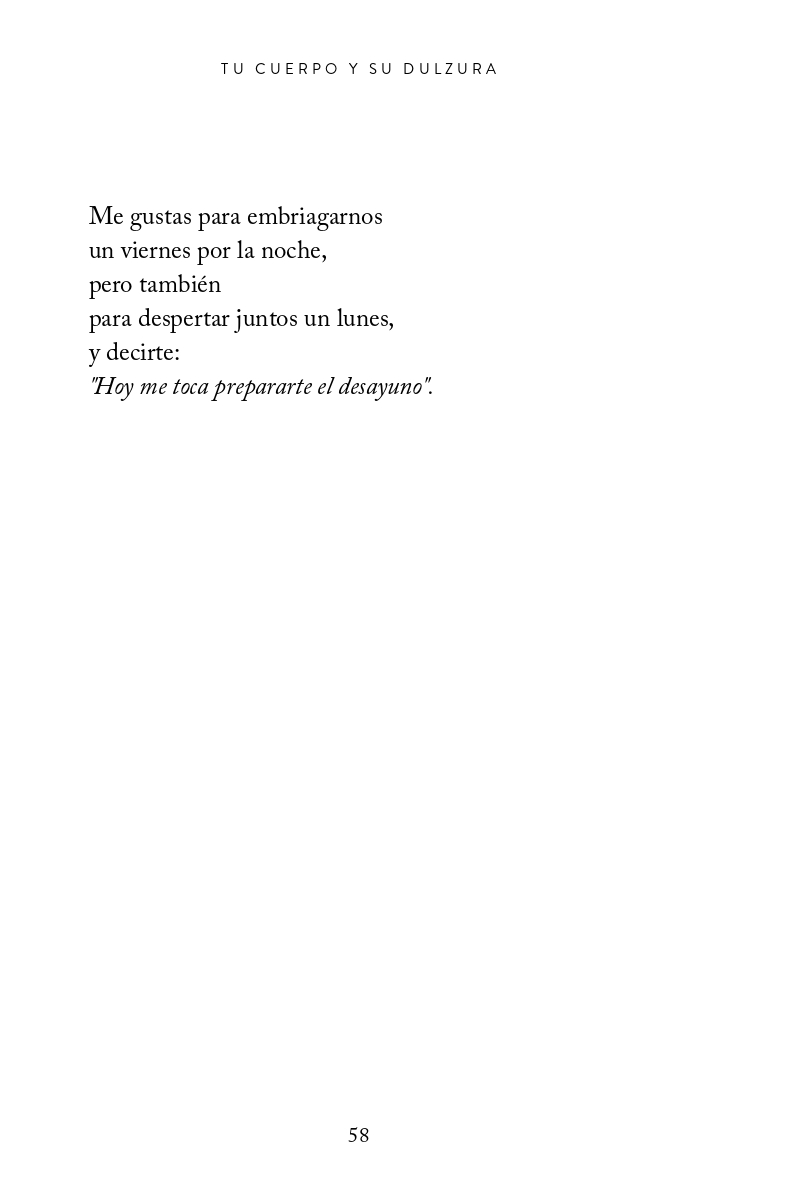 TU CUERPO Y SU DULZURA
Me gustas para embriagarnos
un viernes por la noche,
pero también
para despertar juntos un lunes,
y decirte:
"Hoy me toca prepararte el desayuno".
58